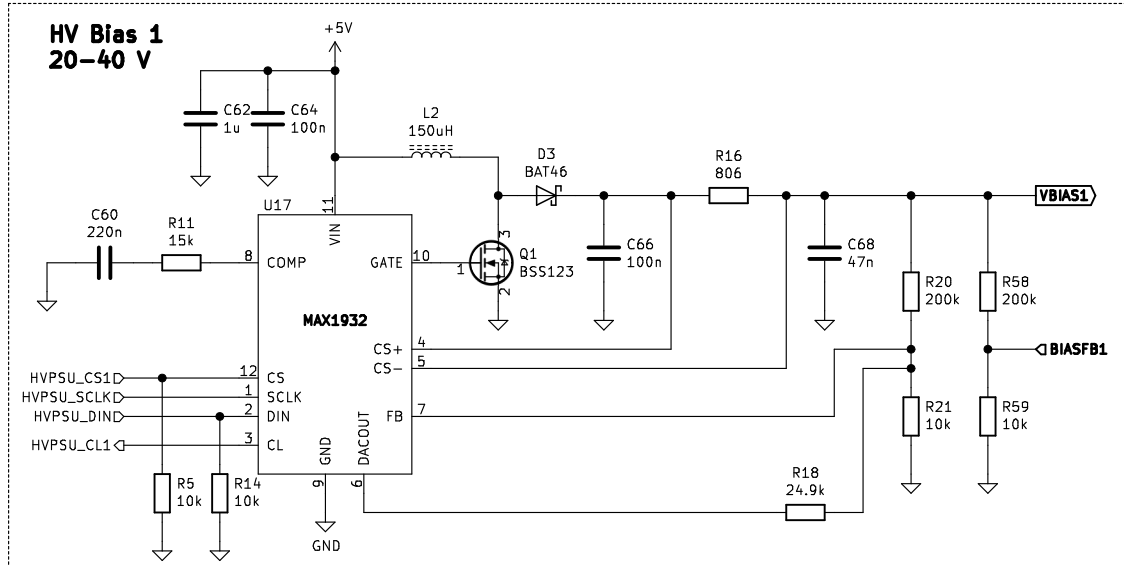 HV Bias 1
20-40 V
+5V
C62
1u
C64
100n
L2
150uH
D3
BAT46
R16
806
VBIAS1
C60
220n
R11
15k
U17
11
VIN
8
COMP
GATE
10
3
1
2
Q1
BSS123
C66
100n
C68
47n
R20
200k
R58
200k
MAX1932
CS+
4
CS-
5
BIASFB1
HVPSU_CS1
12
CS
HVPSU_SCLK
1
SCLK
HVPSU_DIN
2
DIN
FB
7
HVPSU_CL1
3
CL
R21
10k
R59
10k
GND
9
DACOUT
6
R5
10k
R14
10k
R18
24.9k
GND